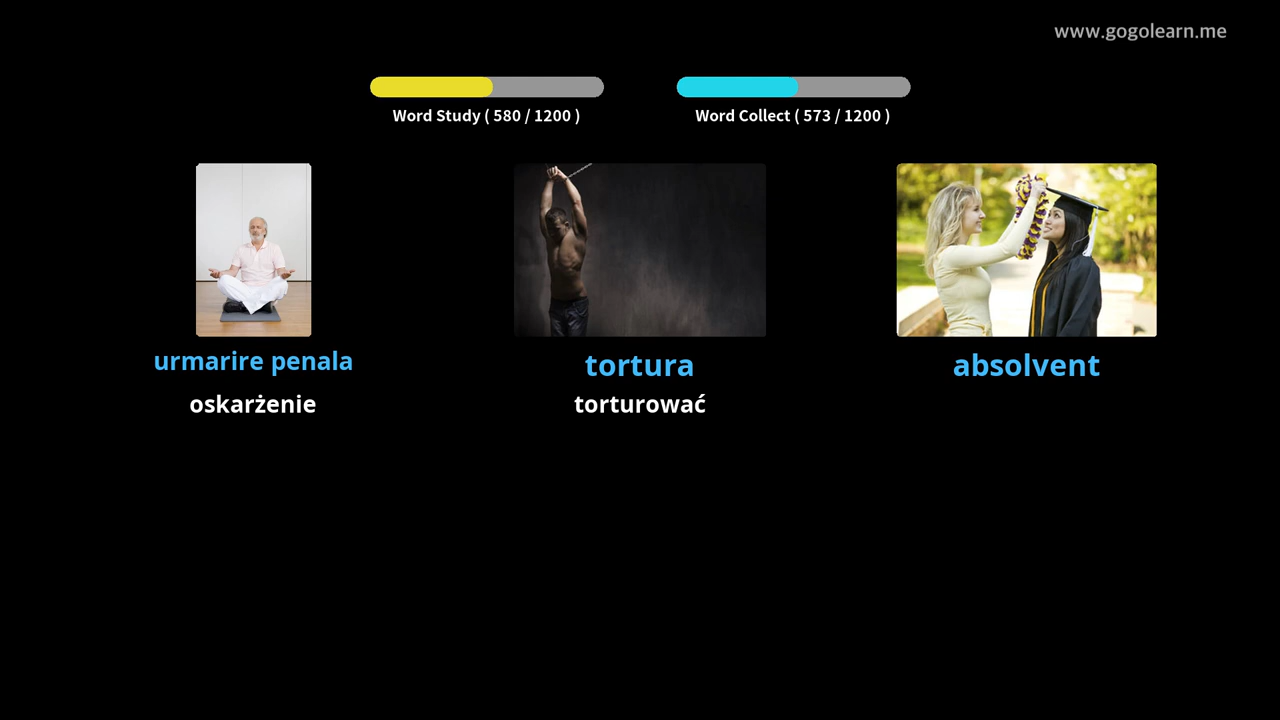 www.gogolearn.me
Word Study ( 580 / 1200 )
Word Collect ( 573 / 1200 )
urmarire penala
tortura
absolvent
oskarżenie
torturować